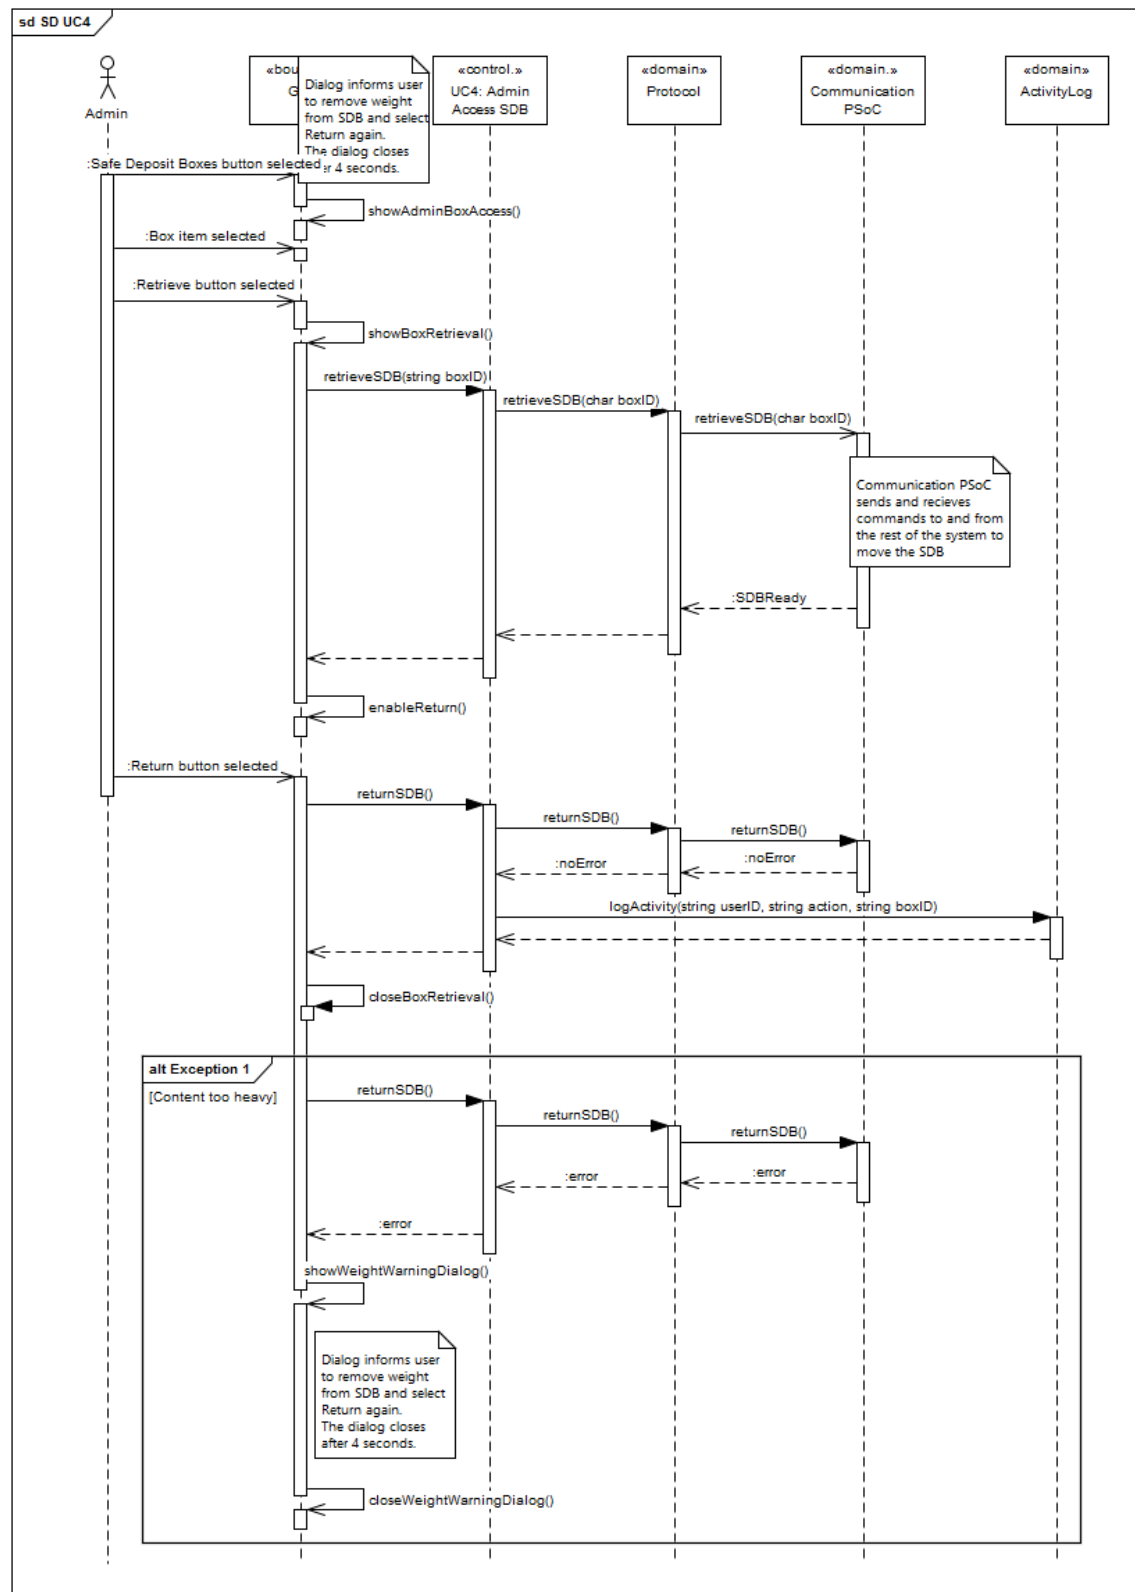 sd SD UC4
Admin
«bou
G
Dialog informs user
to remove weight
from SDB and select
Return again.
The dialog closes
er 4 seconds.
«control.»
UC4: Admin
Access SDB
«domain»
Protocol
«domain.»
Communication
PSoC
«domain»
ActivityLog
:Safe Deposit Boxes button selected
showAdminBoxAccess()
:Box item selected
:Retrieve button selected
showBoxRetrieval()
retrieveSDB(string boxID)
retrieveSDB(char boxID)
retrieveSDB(char boxID)
Communication PSoC
sends and recieves
commands to and from
the rest of the system to
move the SDB
:SDBReady
enableReturn()
:Return button selected
returnSDB()
returnSDB()
returnSDB()
:noError
:noError
logActivity(string userID, string action, string boxID)
closeBoxRetrieval()
alt Exception 1
[Content too heavy]
returnSDB()
returnSDB()
returnSDB()
:error
:error
:error
showWeightWarningDialog()
Dialog informs user
to remove weight
from SDB and select
Return again.
The dialog closes
after 4 seconds.
closeWeightWarningDialog()